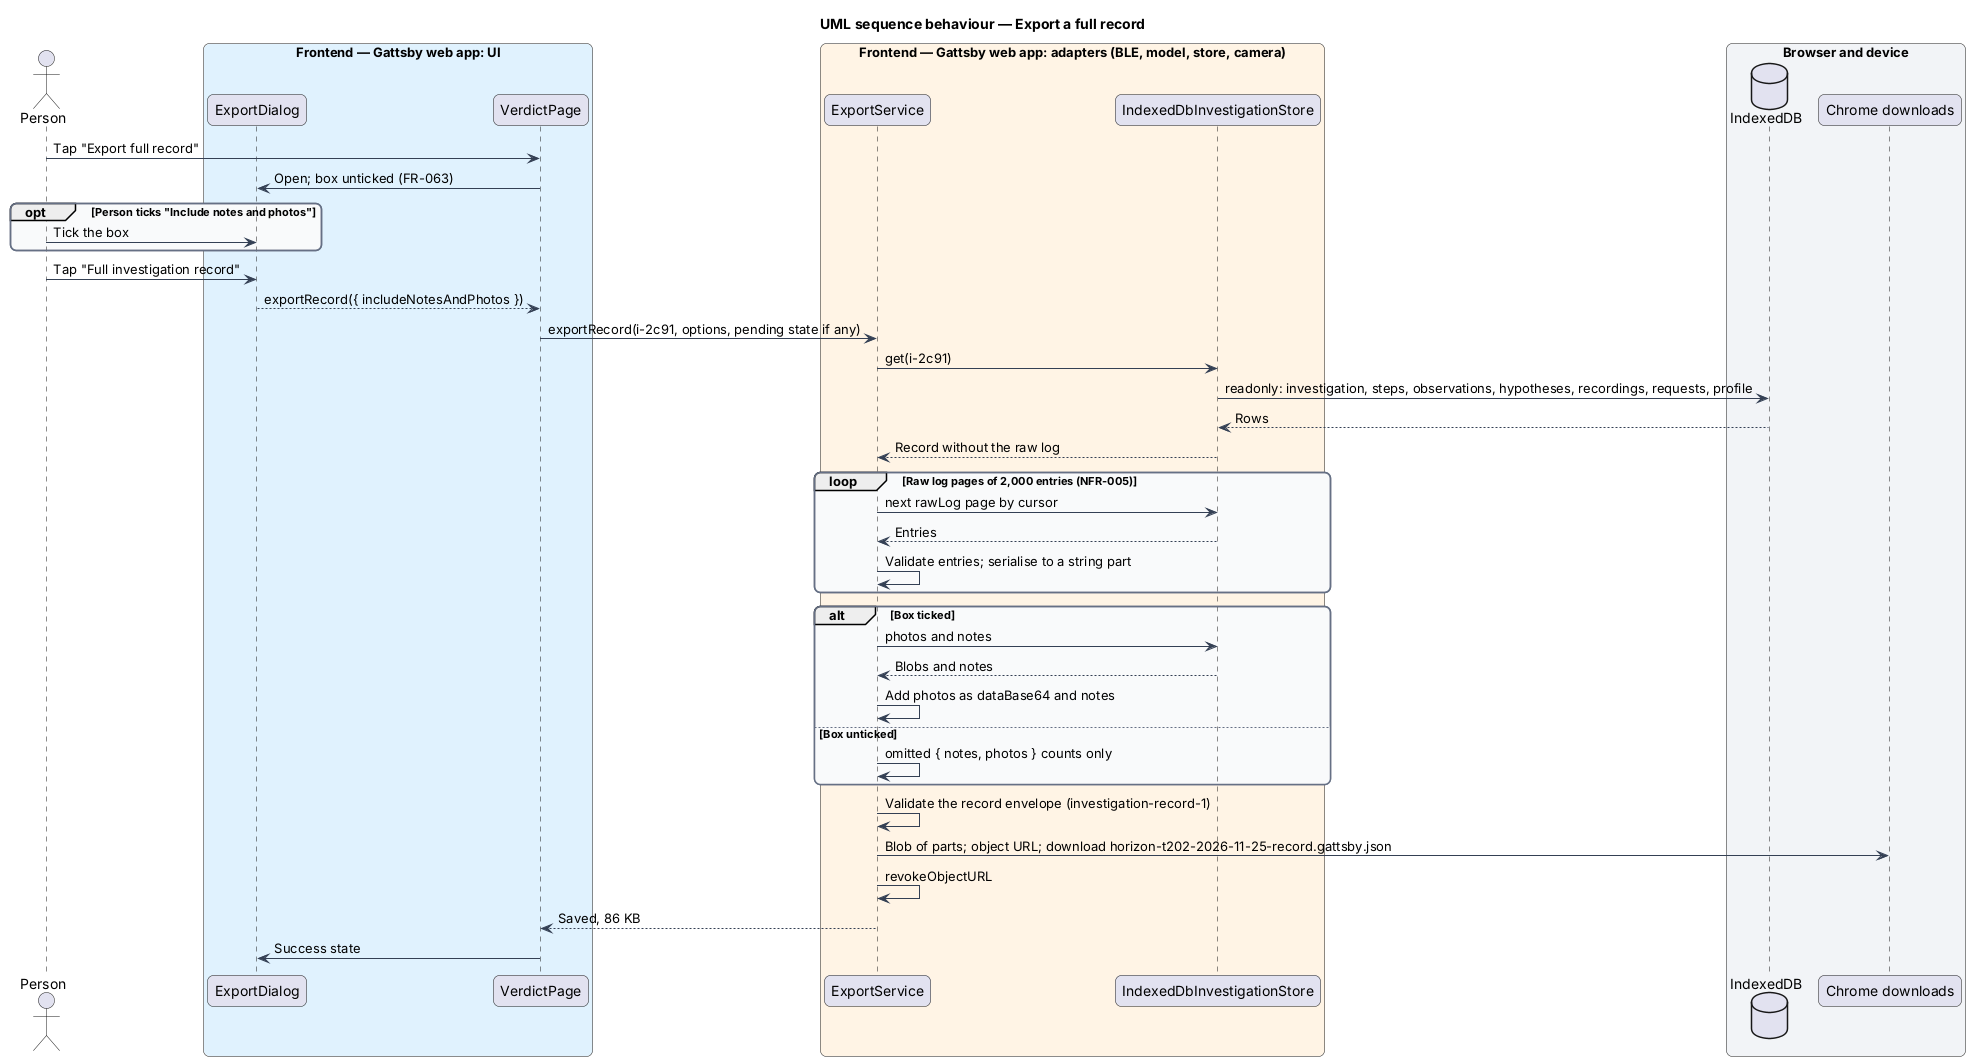 UML sequence behaviour — Export a full record
Frontend — Gattsby web app: UI
Frontend — Gattsby web app: adapters (BLE, model, store, camera)
Browser and device
Person
ExportDialog
VerdictPage
ExportService
IndexedDbInvestigationStore
IndexedDB
Chrome downloads
Tap "Export full record"
Open; box unticked (FR-063)
opt
[Person ticks "Include notes and photos"]
Tick the box
Tap "Full investigation record"
exportRecord({ includeNotesAndPhotos })
exportRecord(i-2c91, options, pending state if any)
get(i-2c91)
readonly: investigation, steps, observations, hypotheses, recordings, requests, profile
Rows
Record without the raw log
loop
[Raw log pages of 2,000 entries (NFR-005)]
next rawLog page by cursor
Entries
Validate entries; serialise to a string part
alt
[Box ticked]
photos and notes
Blobs and notes
Add photos as dataBase64 and notes
[Box unticked]
omitted { notes, photos } counts only
Validate the record envelope (investigation-record-1)
Blob of parts; object URL; download horizon-t202-2026-11-25-record.gattsby.json
revokeObjectURL
Saved, 86 KB
Success state
Person
ExportDialog
VerdictPage
ExportService
IndexedDbInvestigationStore
IndexedDB
Chrome downloads